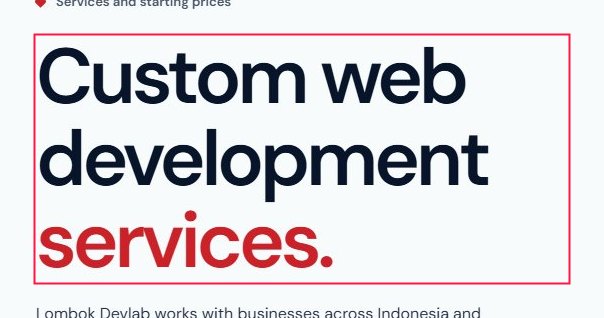 Services and starting prices
Custom web
development
services.
Lombok Devlab works with businesses across Indonesia and